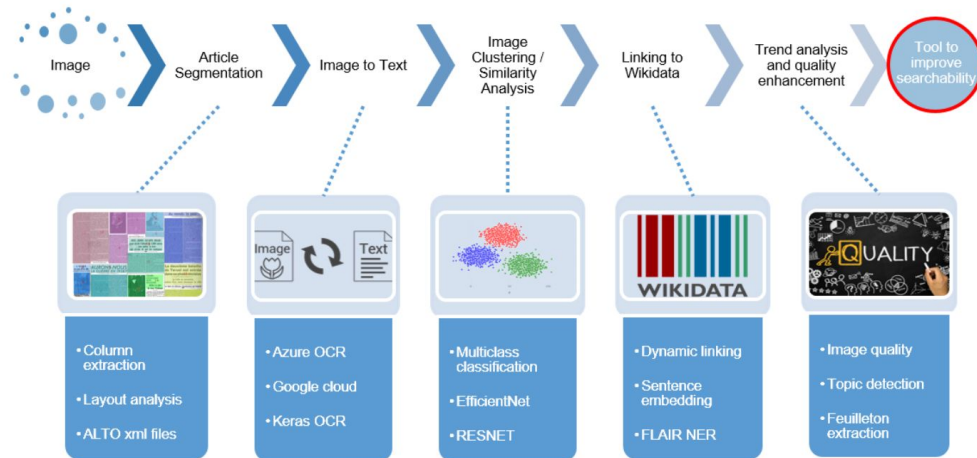 Image
Article
Segmentation
Image to Text
Image
Clustering /
Similarity
Analysis
Linking to
Wikidata
Trend analysis
and quality
enhancement
Tool to
improve
searchability
Image
Text
WIKIDATA
QUALITY
• Column
extraction
• Layout analysis
• ALTO xml files
• Azure OCR
• Google cloud
• Keras OCR
• Multiclass
classification
• EfficientNet
• RESNET
• Dynamic linking
• Sentence
embedding
• FLAIR NER
• Image quality
• Topic detection
• Feuilleton
extraction